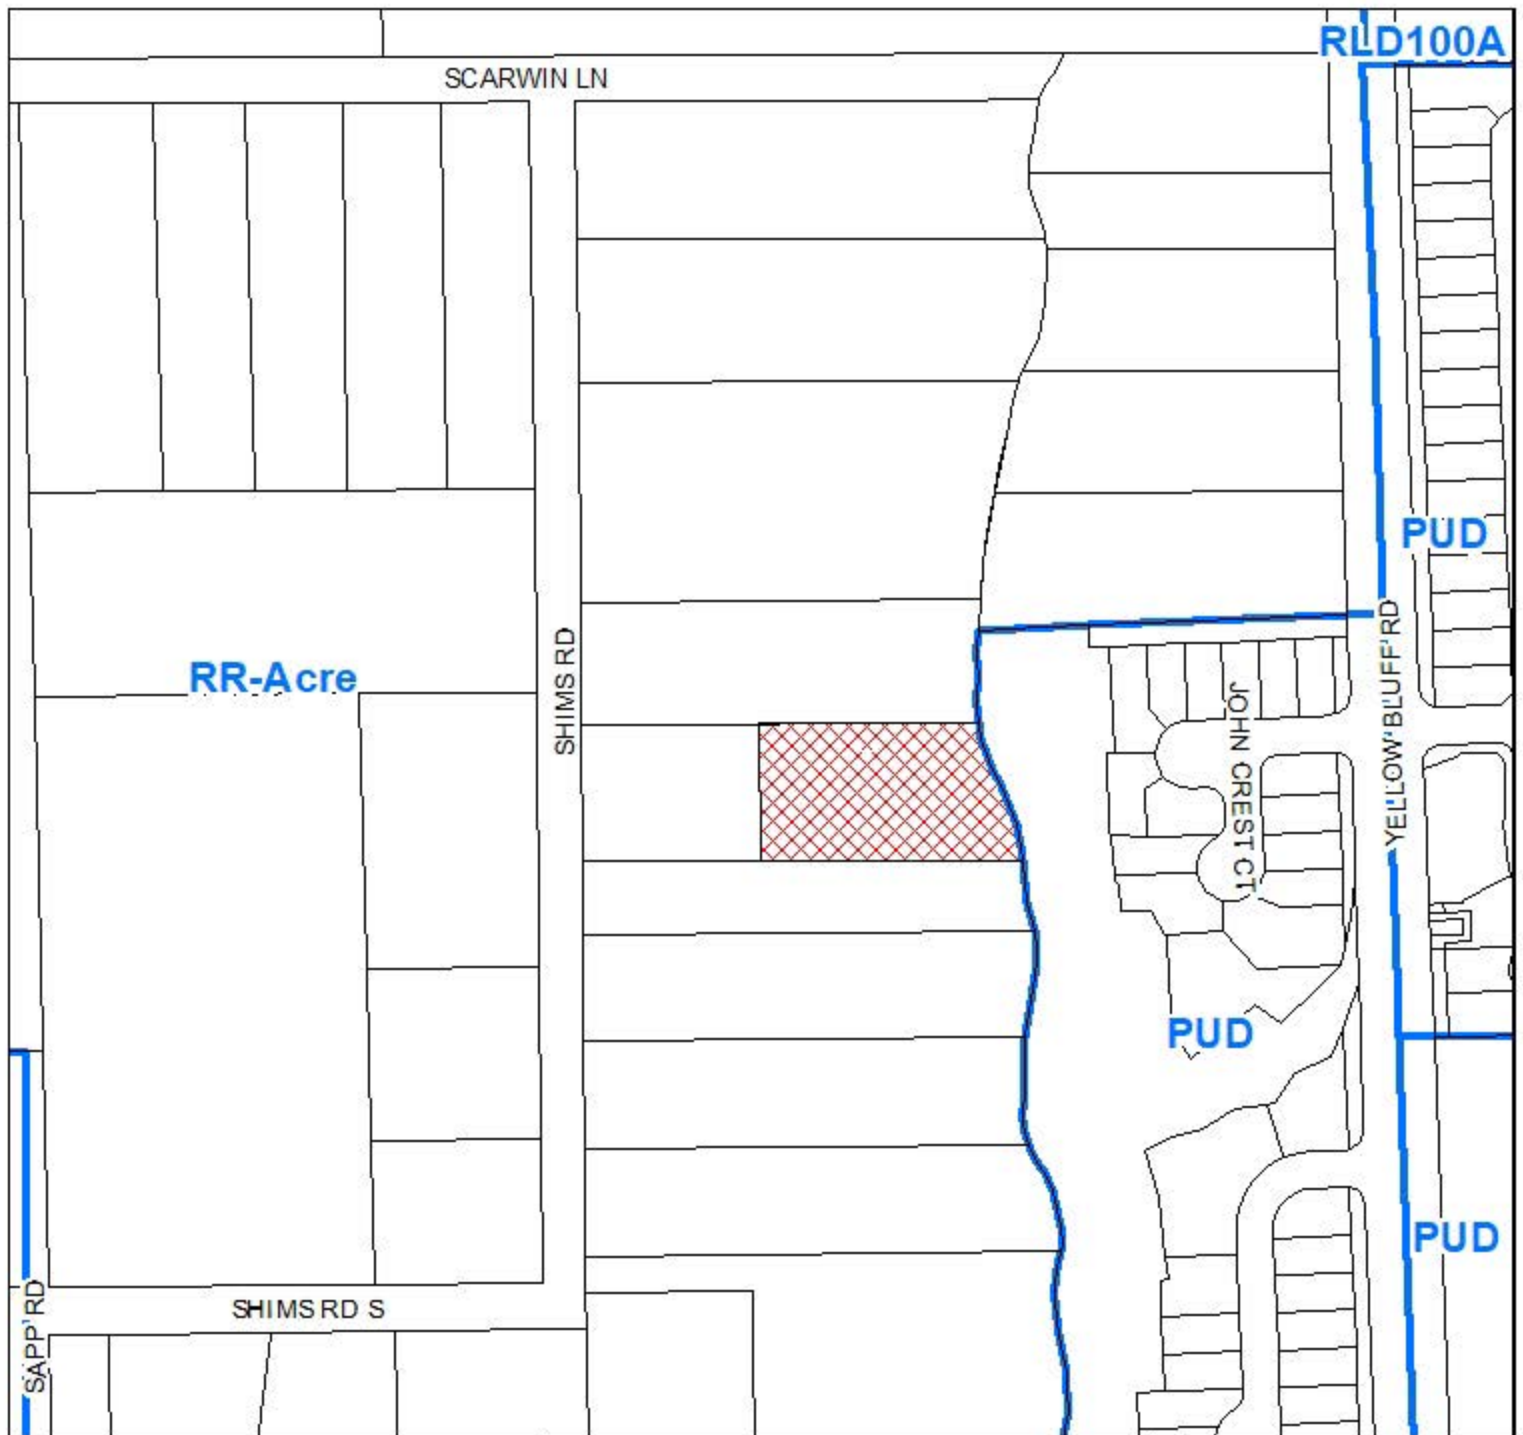 RLD100A
SCARWIN LN
PUD
SHIMS RD
RR-Acre
YELLOW BLUFF RD
JOHN CREST CT
PUD
PUD
SHIMS RD S
SAPP RD